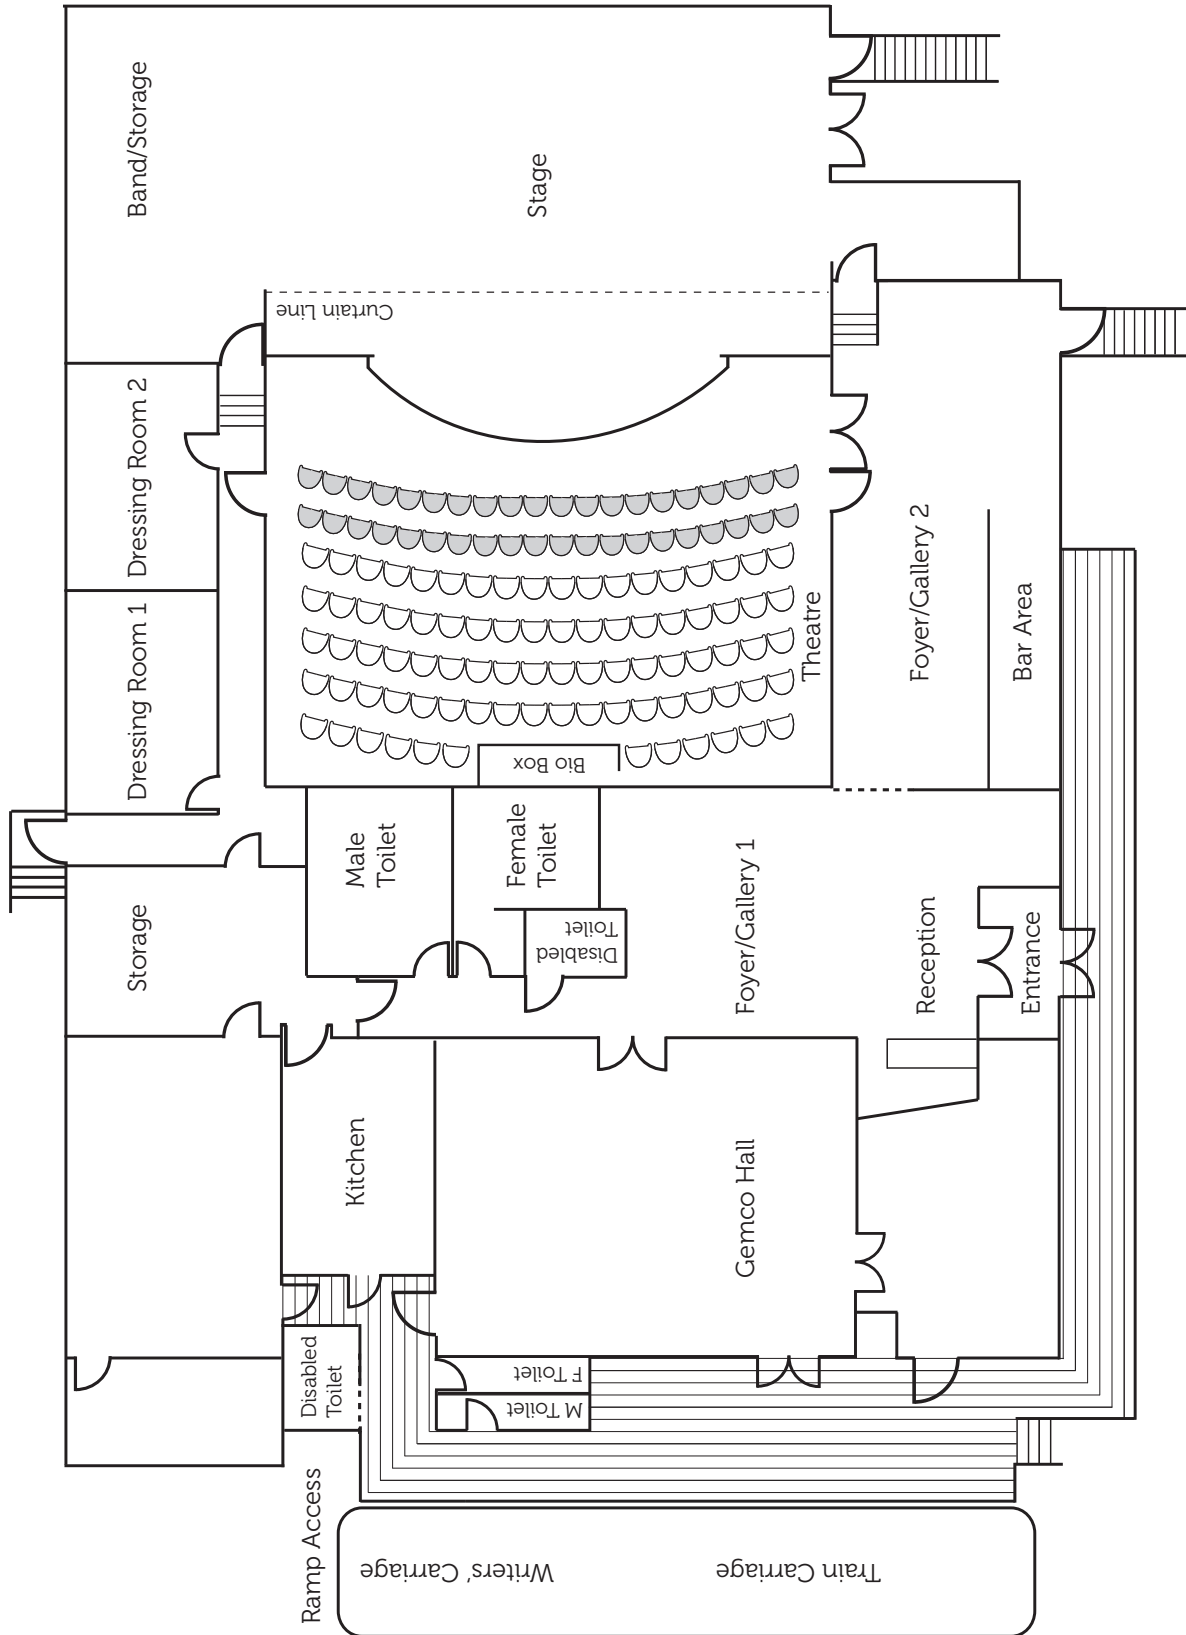 Band/Storage
Stage
Curtain Line
Dressing Room 2
Dressing Room 1
Theatre
Foyer/Gallery 2
Bar Area
Bio Box
Male
Toilet
Female
Toilet
Disabled
Toilet
Storage
Foyer/Gallery 1
Reception
Entrance
Kitchen
Gemco Hall
Disabled
Toilet
F Toilet
M Toilet
Ramp Access
Writers' Carriage
Train Carriage